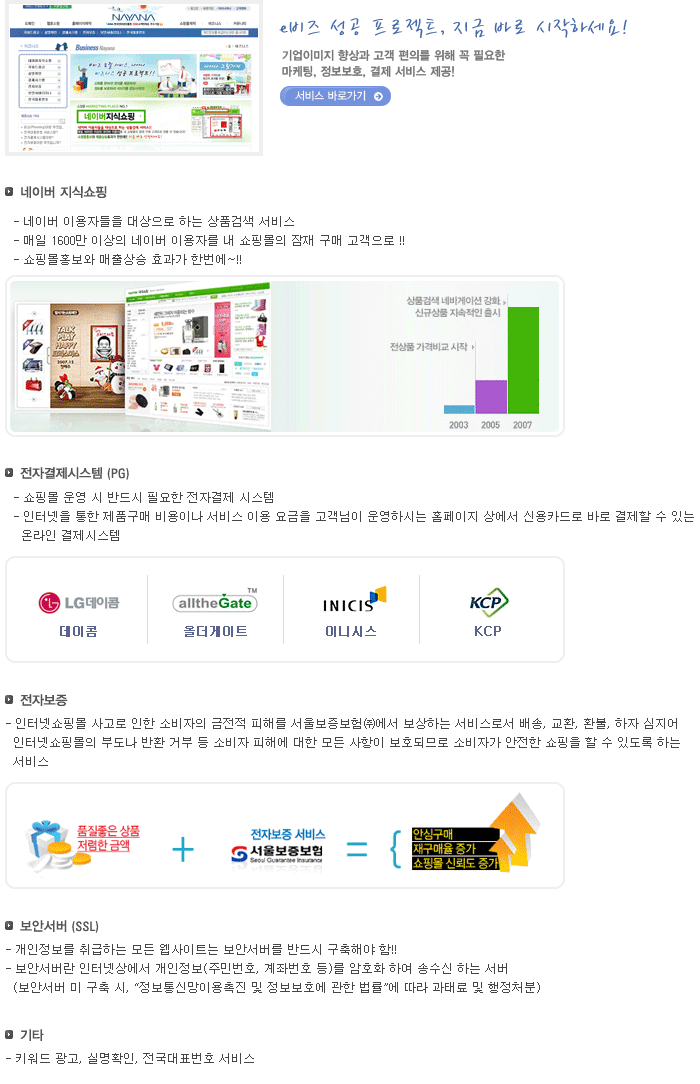 NAYANA
Business Nayana
네이버지식쇼핑
e비즈 성공 프로젝트, 지금 바로 시작하세요!
기업이미지 향상과 고객 편의를 위해 꼭 필요한
마케팅, 정보보호, 결제 서비스 제공!
서비스 바로가기
네이버 지식쇼핑
- 네이버 이용자들을 대상으로 하는 상품검색 서비스
- 매일 1600만 이상의 네이버 이용자를 내 쇼핑몰의 잠재 구매 고객으로 !!
- 쇼핑몰홍보와 매출상승 효과가 한번에~!!
TALK
PLAY
HAPPY
2007.12
상품검색 네비게이션 강화
신규상품 지속적인 출시
전상품 가격비교 시작
2003 2005 2007
전자결제시스템 (PG)
- 쇼핑몰 운영 시 반드시 필요한 전자결제 시스템
- 인터넷을 통한 제품구매 비용이나 서비스 이용 요금을 고객님이 운영하시는 홈페이지 상에서 신용카드로 바로 결제할 수 있는
온라인 결제시스템
LG데이콤 alltheGate TM INICIS KCP
데이콤 올더게이트 이니시스 KCP
전자보증
- 인터넷쇼핑몰 사고로 인한 소비자의 금전적 피해를 서울보증보험㈜에서 보상하는 서비스로서 배송, 교환, 환불, 하자 심지어
인터넷쇼핑몰의 부도나 반환 거부 등 소비자 피해에 대한 모든 사항이 보호되므로 소비자가 안전한 쇼핑을 할 수 있도록 하는
서비스
품질좋은 상품
저렴한 금액
+
전자보증 서비스
서울보증보험
Seoul Guarantee Insurance
= {
안심구매
재구매율 증가
쇼핑몰 신뢰도 증가
보안서버 (SSL)
- 개인정보를 취급하는 모든 웹사이트는 보안서버를 반드시 구축해야 함!!
- 보안서버란 인터넷상에서 개인정보(주민번호, 계좌번호 등)를 암호화 하여 송수신 하는 서버
(보안서버 미 구축 시, “정보통신망이용촉진 및 정보보호에 관한 법률”에 따라 과태료 및 행정처분)
기타
- 키워드 광고, 실명확인, 전국대표번호 서비스